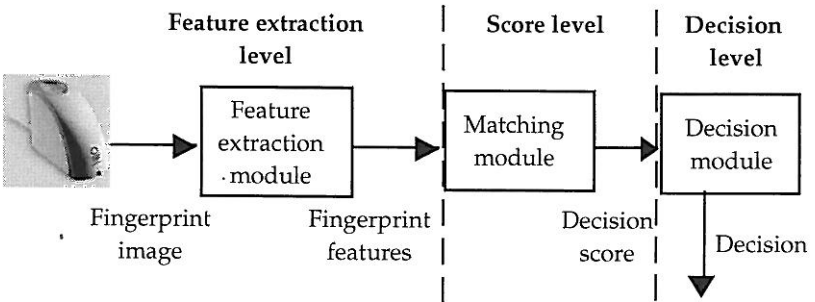 Feature extraction
level
Score level
Decision
level
Feature
extraction
module
Matching
module
Decision
module
Fingerprint
image
Fingerprint
features
Decision
score
Decision